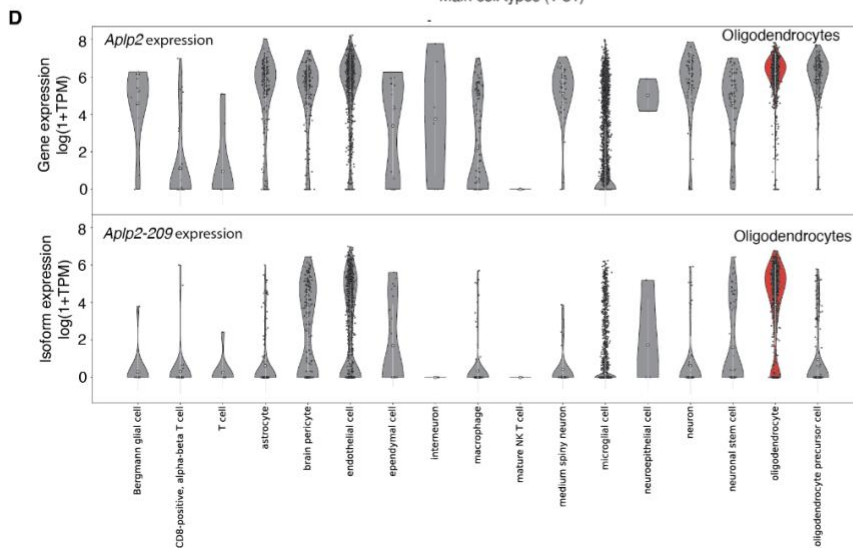 D
Aplp2 expression
Oligodendrocytes
Gene expression
log(1+TPM)
8
6
4
2
0
Aplp2-209 expression
Oligodendrocytes
Isoform expression
log(1+TPM)
8
6
4
2
0
Bergmann glial cell
CD8-positive, alpha-beta T cell
T cell
astrocyte
brain pericyte
endothelial cell
ependymal cell
interneuron
macrophage
mature NK T cell
medium spiny neuron
microglial cell
neuroepithelial cell
neuron
neuronal stem cell
oligodendrocyte
oligodendrocyte precursor cell